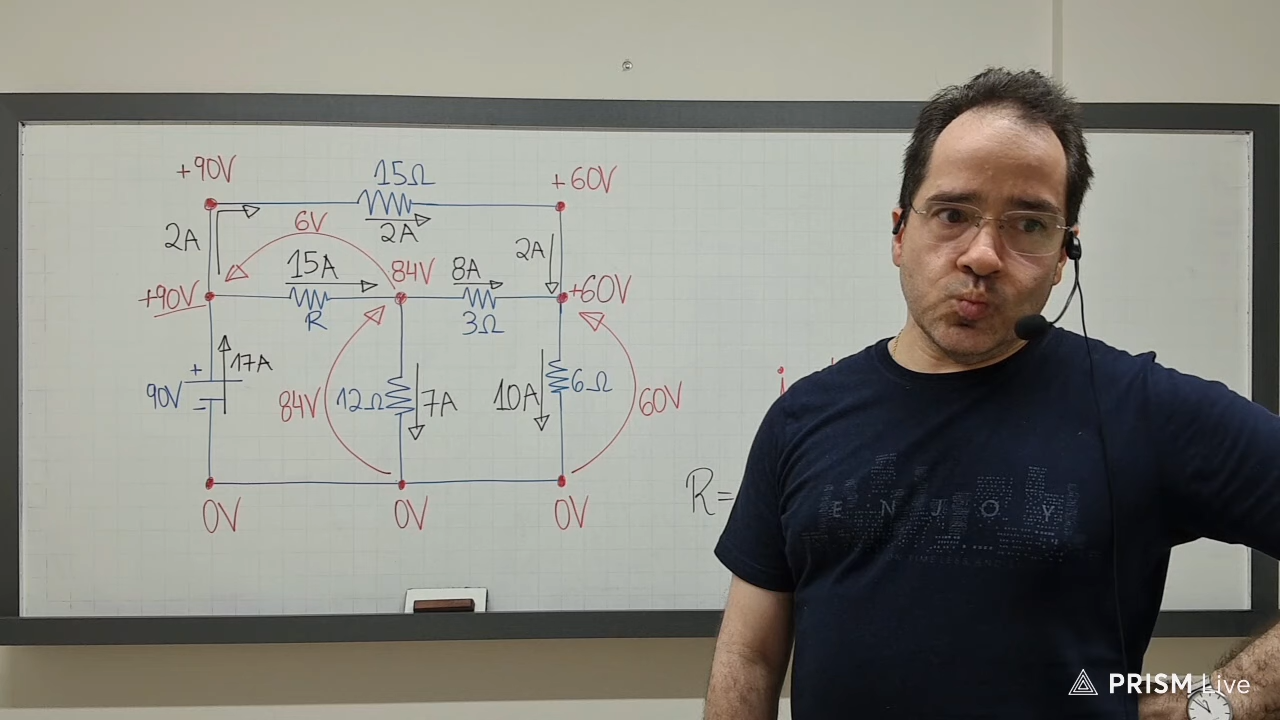 +90V
15Ω
+60V
2A
6V
2A
2A
15A
84V
8A
+90V
R
3Ω
+60V
17A
+
90V
-
84V
12Ω
7A
10A
6Ω
60V
R=
0V
0V
0V
ENJOY
PRISM Live